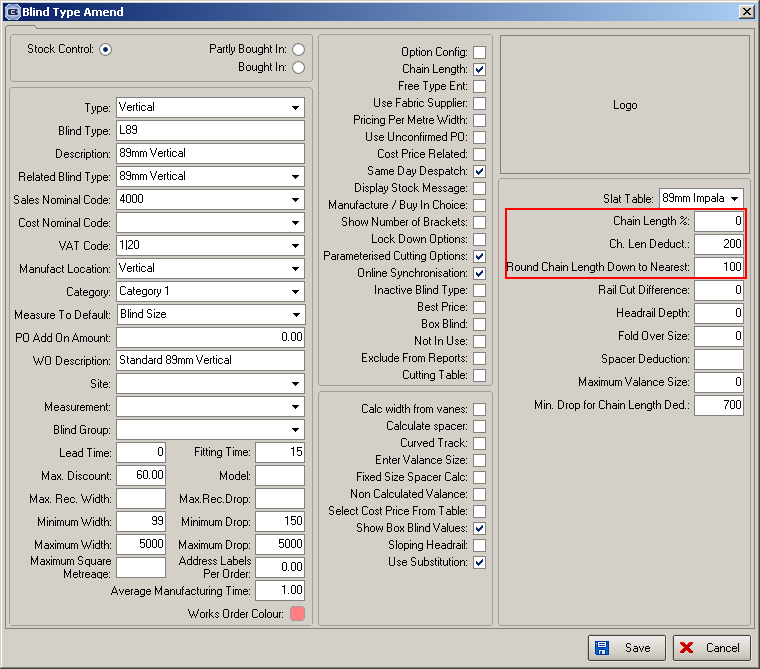 Blind Type Amend
Stock Control:
Partly Bought In:
Bought In:
Type: Vertical
Blind Type: L89
Description: 89mm Vertical
Related Blind Type: 89mm Vertical
Sales Nominal Code: 4000
Cost Nominal Code:
VAT Code: 1|20
Manufact Location: Vertical
Category: Category 1
Measure To Default: Blind Size
PO Add On Amount: 0.00
WO Description: Standard 89mm Vertical
Site:
Measurement:
Blind Group:
Lead Time: 0 Fitting Time: 15
Max. Discount: 60.00 Model:
Max. Rec. Width: Max.Rec.Drop:
Minimum Width: 99 Minimum Drop: 150
Maximum Width: 5000 Maximum Drop: 5000
Maximum Square Metreage:
Address Labels Per Order: 0.00
Average Manufacturing Time: 1.00
Works Order Colour:
Option Config:
Chain Length:
Free Type Ent:
Use Fabric Supplier:
Pricing Per Metre Width:
Use Unconfirmed PO:
Cost Price Related:
Same Day Despatch:
Display Stock Message:
Manufacture / Buy In Choice:
Show Number of Brackets:
Lock Down Options:
Parameterised Cutting Options:
Online Synchronisation:
Inactive Blind Type:
Best Price:
Box Blind:
Not In Use:
Exclude From Reports:
Cutting Table:
Calc width from vanes:
Calculate spacer:
Curved Track:
Enter Valance Size:
Fixed Size Spacer Calc:
Non Calculated Valance:
Select Cost Price From Table:
Show Box Blind Values:
Sloping Headrail:
Use Substitution:
Logo
Slat Table: 89mm Impala
Chain Length %: 0
Ch. Len Deduct.: 200
Round Chain Length Down to Nearest: 100
Rail Cut Difference: 0
Headrail Depth: 0
Fold Over Size: 0
Spacer Deduction:
Maximum Valance Size: 0
Min. Drop for Chain Length Ded.: 700
Save
Cancel